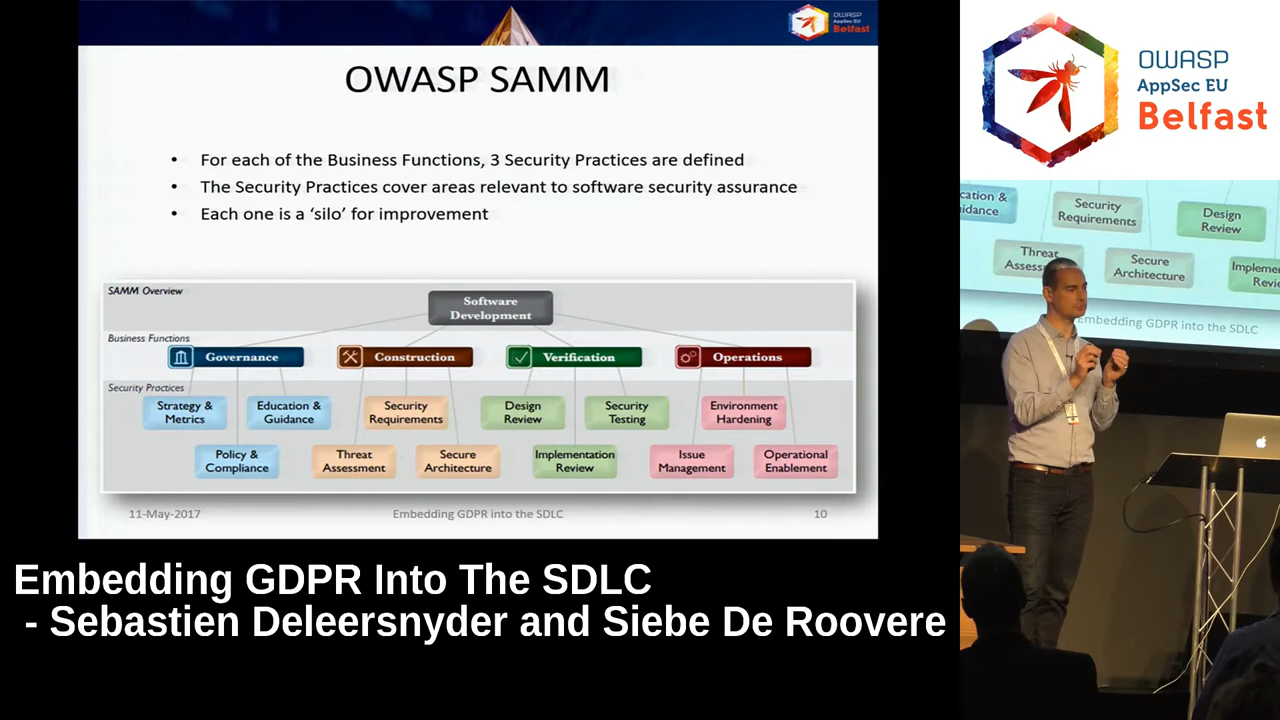 OWASP
AppSec EU
Belfast
OWASP SAMM
• For each of the Business Functions, 3 Security Practices are defined
• The Security Practices cover areas relevant to software security assurance
• Each one is a ‘silo’ for improvement
SAMM Overview
Software
Development
Business Functions
Governance
Construction
Verification
Operations
Security Practices
Strategy &
Metrics
Education &
Guidance
Security
Requirements
Design
Review
Security
Testing
Environment
Hardening
Policy &
Compliance
Threat
Assessment
Secure
Architecture
Implementation
Review
Issue
Management
Operational
Enablement
11-May-2017
Embedding GDPR into the SDLC
10
OWASP
AppSec EU
Belfast
cation &
idance
Security
Requirements
Design
Review
Threat
Assess
Secure
Architecture
Impleme
Revie
Embedding GDPR into the SDLC
Embedding GDPR Into The SDLC
- Sebastien Deleersnyder and Siebe De Roovere